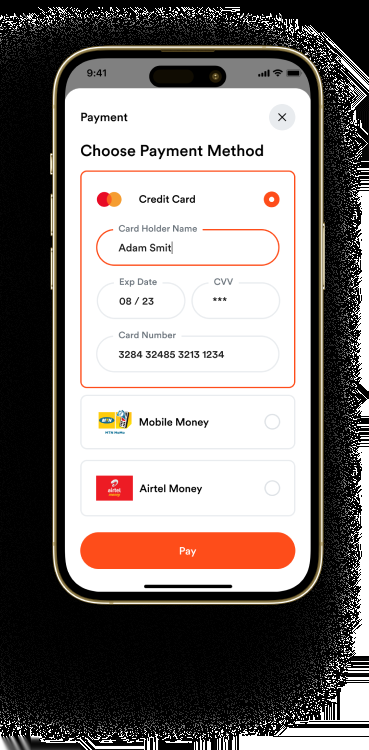 9:41
Payment
Choose Payment Method
Credit Card
Card Holder Name
Adam Smit
Exp Date
CVV
08 / 23
***
Card Number
3284 32485 3213 1234
MTN
MTN MoMo
Mobile Money
airtel
money
Airtel Money
Pay